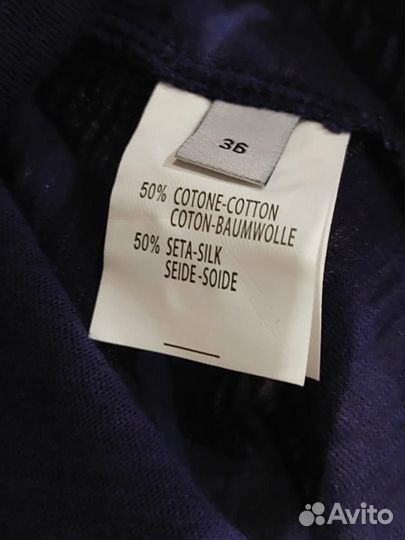 36
50% COTONE-COTTON
COTON-BAUMWOLLE
50% SETA-SILK
SEIDE-SOIDE
Avito